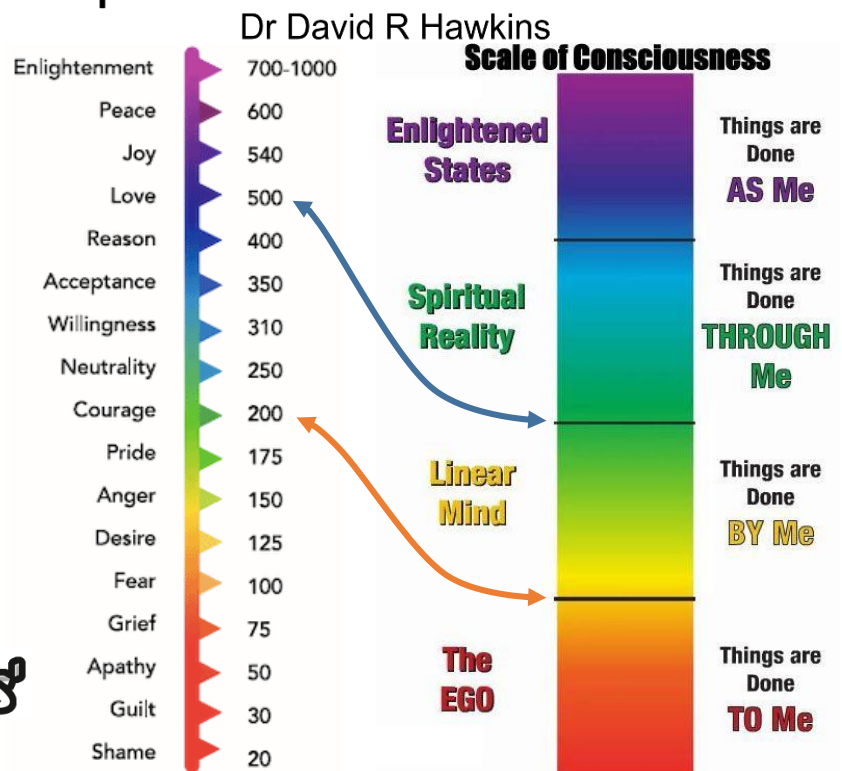 Dr David R Hawkins
Enlightenment 700-1000
Peace 600
Joy 540
Love 500
Reason 400
Acceptance 350
Willingness 310
Neutrality 250
Courage 200
Pride 175
Anger 150
Desire 125
Fear 100
Grief 75
Apathy 50
Guilt 30
Shame 20
Scale of Consciousness
Enlightened
States
Things are
Done
AS Me
Spiritual
Reality
Things are
Done
THROUGH
Me
Linear
Mind
Things are
Done
BY Me
The
EGO
Things are
Done
TO Me